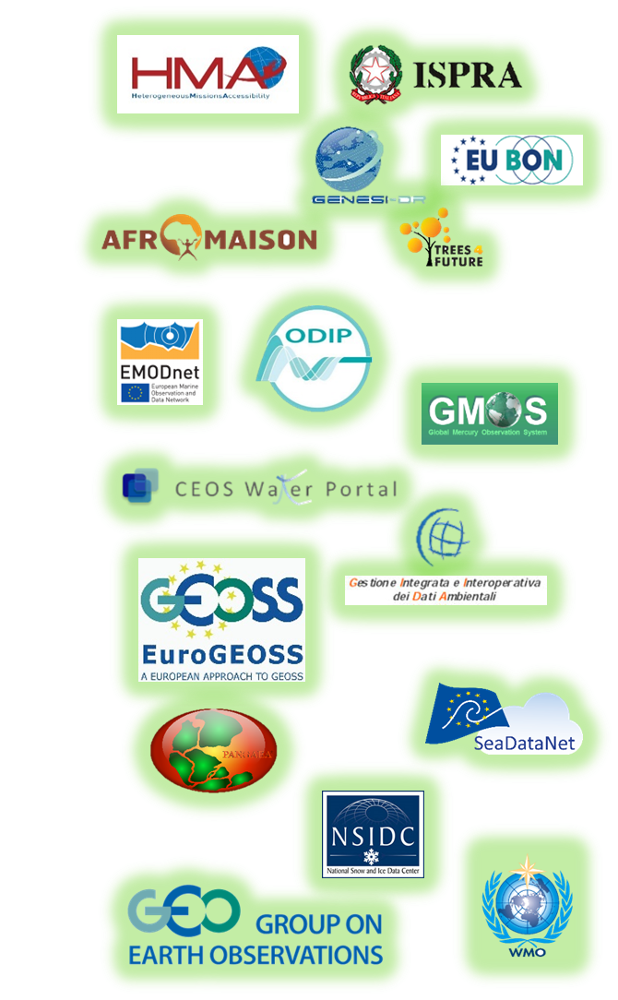 HMA
HeterogeneousMissionsAccessibility
ISPRA
REPUBBLICA ITALIANA
GENESI-DR
EU BON
AFROMAISON
TREES 4
FUTURE
EMODnet
European Marine
Observation and
Data Network
ODIP
GMOS
Global Mercury Observation System
CEOS Water Portal
Gestione Integrata e Interoperativa
dei Dati Ambientali
GEOSS
EuroGEOSS
A EUROPEAN APPROACH TO GEOSS
PANGAEA
SeaDataNet
NSIDC
National Snow and Ice Data Center
GEO GROUP ON
EARTH OBSERVATIONS
WMO